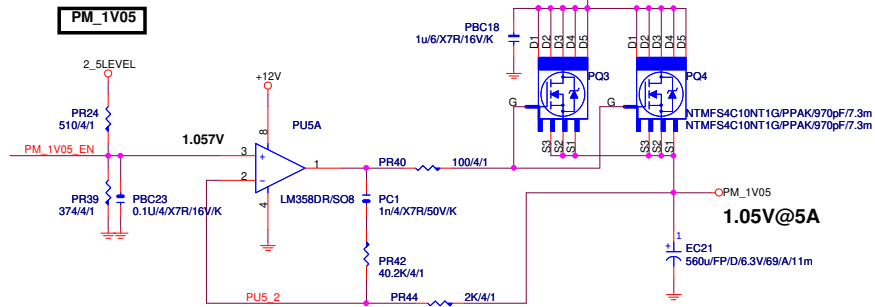 PM_1V05
2_5LEVEL
PR24
510/4/1
PM_1V05_EN
PR39
374/4/1
PBC23
0.1U/4/X7R/16V/K
1.057V
+12V
PU5A
8
3
+
2
-
1
4
LM358DR/SO8
PR40
100/4/1
PC1
1n/4/X7R/50V/K
PR42
40.2K/4/1
PU5_2
PR44
2K/4/1
PBC18
1u/6/X7R/16V/K
D1
D2
D3
D4
D5
PQ3
G
S3
S2
S1
D1
D2
D3
D4
D5
PQ4
G
S3
S2
S1
NTMFS4C10NT1G/PPAK/970pF/7.3m
NTMFS4C10NT1G/PPAK/970pF/7.3m
PM_1V05
1.05V@5A
1
+
EC21
560u/FP/D/6.3V/69/A/11m